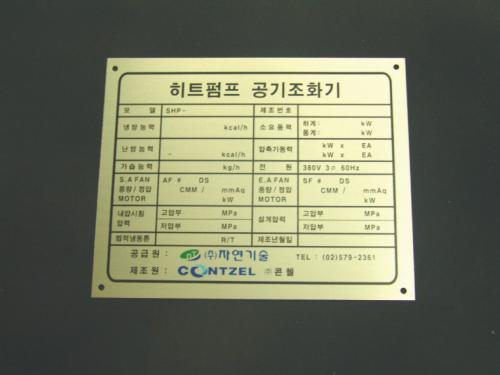 히트펌프 공기조화기
모 델 SHP- 제조번호
냉방능력 kcal/h 소요동력 하계: kW
동계: kW
난방능력 - kcal/h 압축기동력 kW x EA
kW x EA
가습능력 kg/h 전 원 380V 3Φ 60Hz
S.A FAN AF # DS E.A FAN SF # DS
풍량/정압 CMM / mmAq 풍량/정압 CMM / mmAq
MOTOR kW MOTOR kW
내압시험 압력 고압부 MPa 설계압력 고압부 MPa
저압부 MPa 저압부 MPa
법적냉동톤 R/T 제조년월일
공급원 : (주)자연기술 TEL : (02)579-2361
제조원 : CONTZEL ㈜콘첼